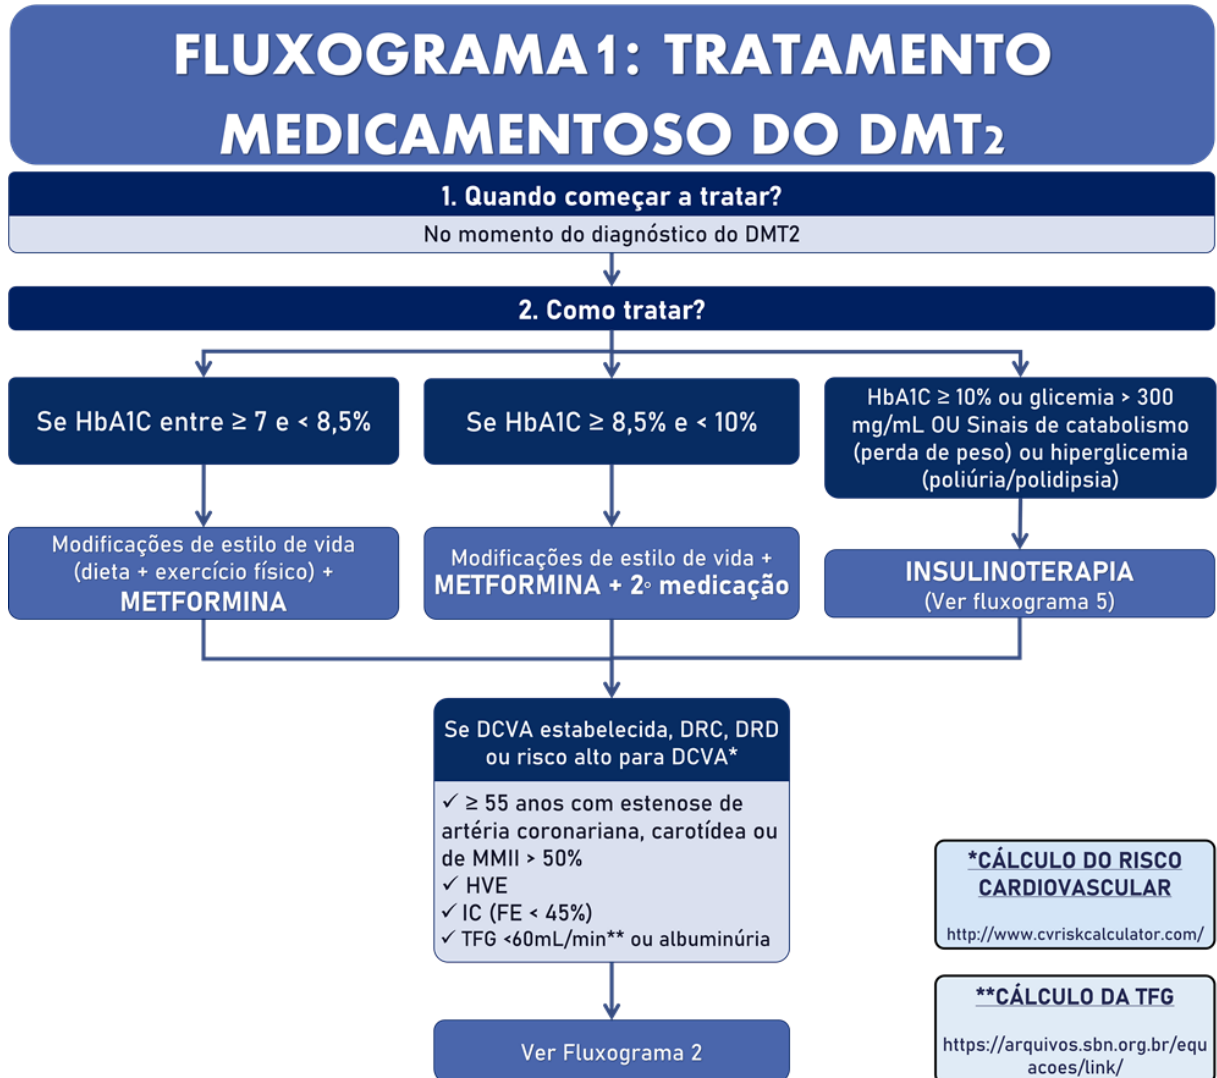 FLUXOGRAMA1: TRATAMENTO
MEDICAMENTOSO DO DMT2
1. Quando começar a tratar?
No momento do diagnóstico do DMT2
2. Como tratar?
Se HbA1C entre ≥ 7 e < 8,5%
Se HbA1C ≥ 8,5% e < 10%
HbA1C ≥ 10% ou glicemia > 300
mg/mL OU Sinais de catabolismo
(perda de peso) ou hiperglicemia
(poliúria/polidipsia)
Modificações de estilo de vida
(dieta + exercício físico) +
METFORMINA
Modificações de estilo de vida +
METFORMINA + 2º medicação
INSULINOTERAPIA
(Ver fluxograma 5)
Se DCVA estabelecida, DRC, DRD
ou risco alto para DCVA*
✓ ≥ 55 anos com estenose de
artéria coronariana, carotídea ou
de MMII > 50%
✓ HVE
✓ IC (FE < 45%)
✓ TFG <60mL/min** ou albuminúria
Ver Fluxograma 2
*CÁLCULO DO RISCO
CARDIOVASCULAR
http://www.cvriskcalculator.com/
**CÁLCULO DA TFG
https://arquivos.sbn.org.br/equ
acoes/link/